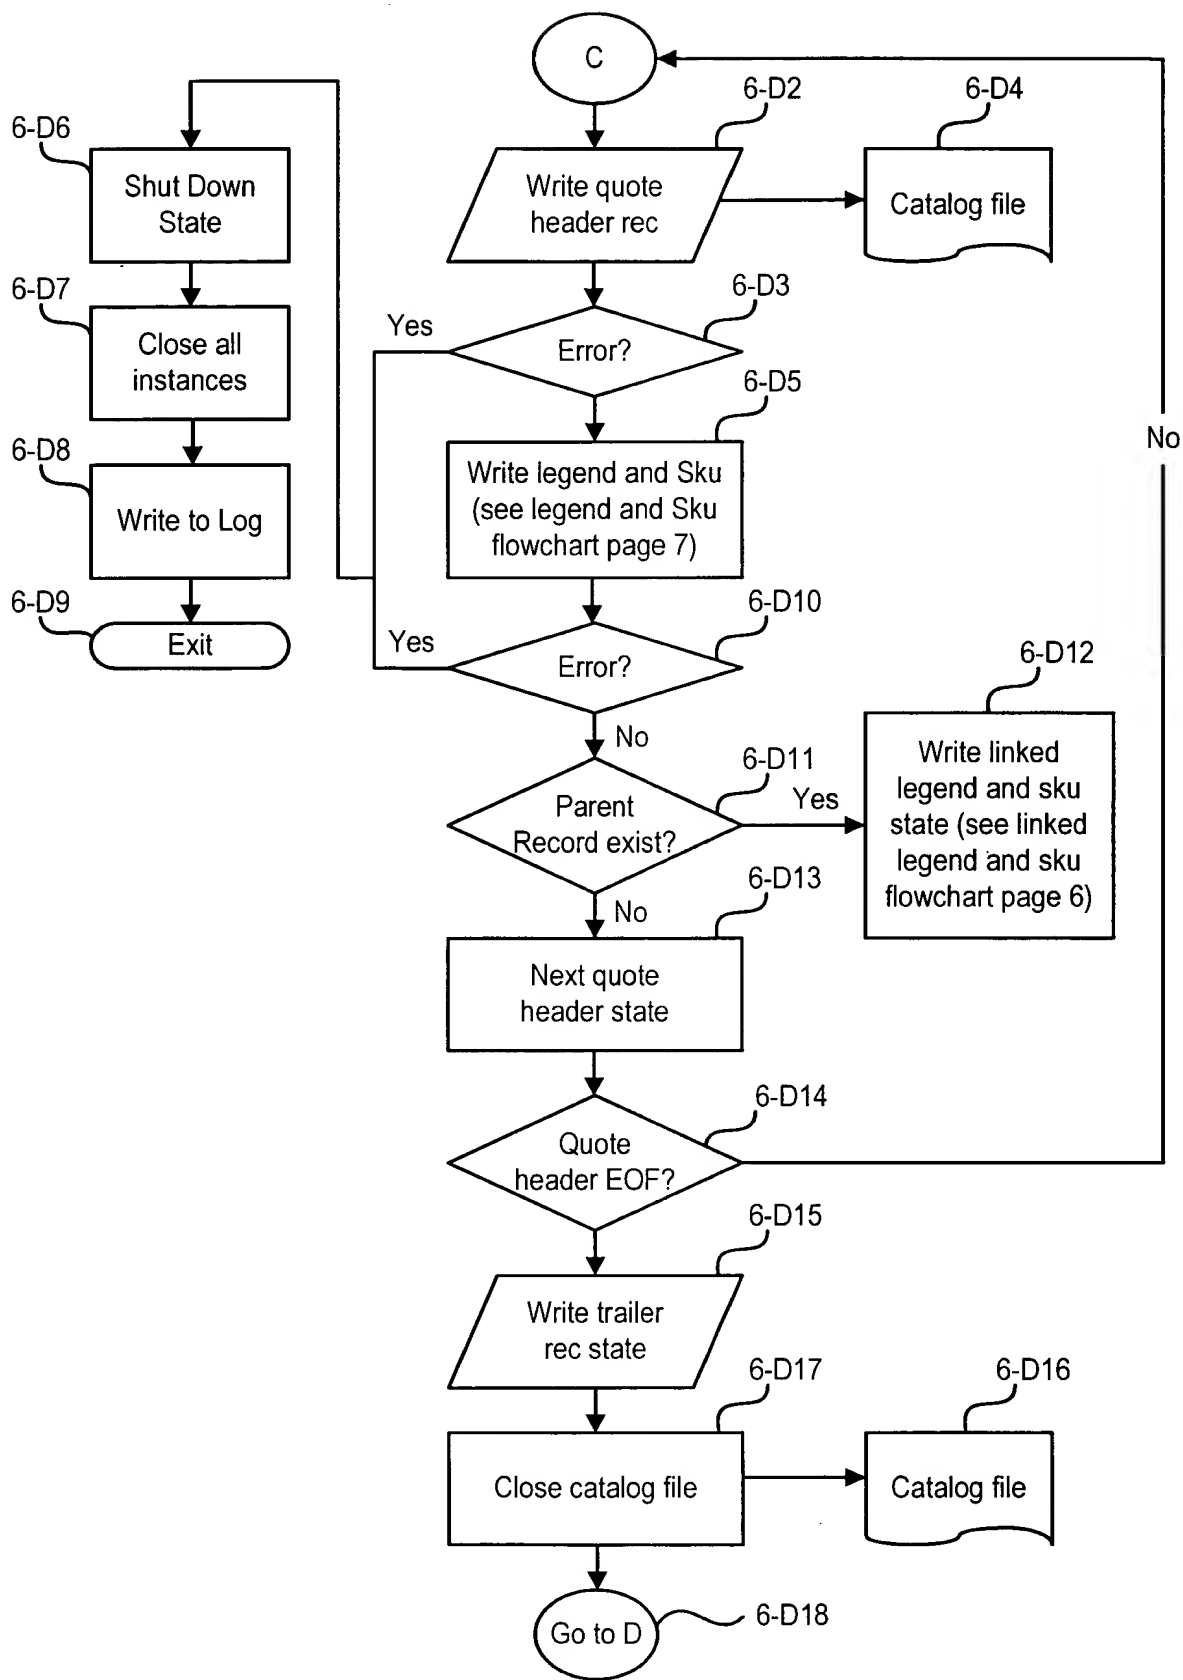 C
6-D2
6-D4
6-D6
Shut Down
State
Write quote
header rec
Catalog file
6-D7
6-D3
Yes
Error?
Close all
instances
6-D5
No
6-D8
Write to Log
Write legend and Sku
(see legend and Sku
flowchart page 7)
6-D9
Exit
6-D10
Yes
Error?
6-D12
No
6-D11
Parent
Record exist?
Yes
Write linked
legend and sku
state (see linked
legend and sku
flowchart page 6)
6-D13
No
Next quote
header state
6-D14
Quote
header EOF?
6-D15
Write trailer
rec state
6-D17
6-D16
Close catalog file
Catalog file
Go to D
6-D18